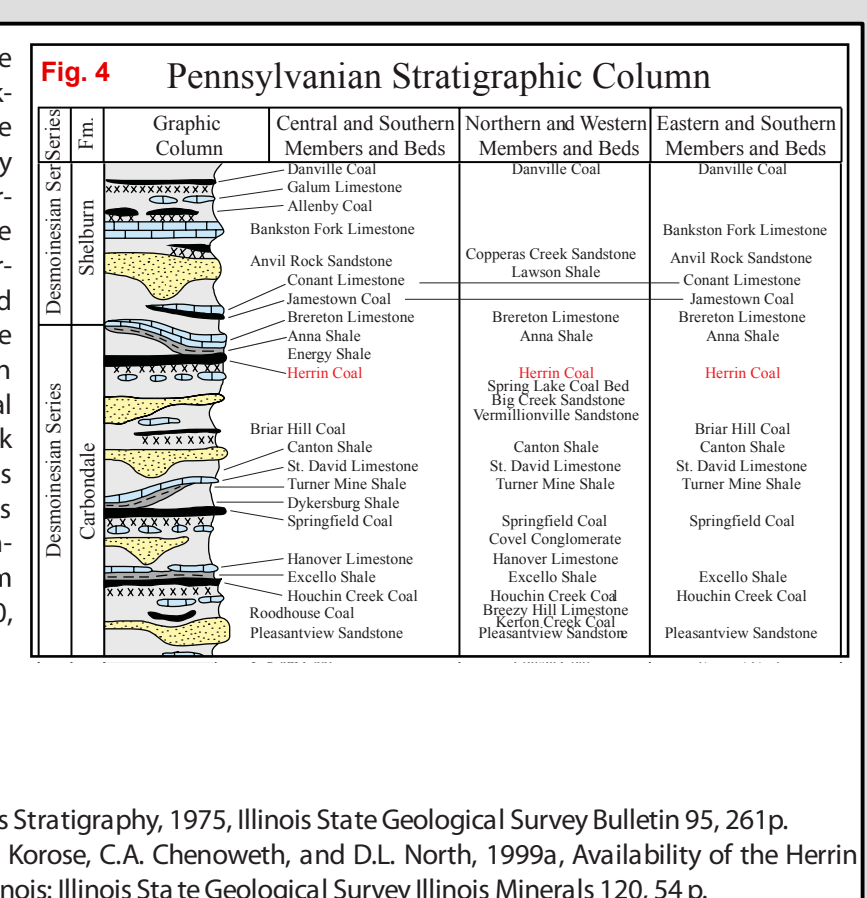 e
k-
e
y
r-
e
r-
d
e
n
al
k
s
s
n-
m
0,
Fig. 4
Pennsylvanian Stratigraphic Column
Series
Fm.
Graphic
Column
Central and Southern
Members and Beds
Northern and Western
Members and Beds
Eastern and Southern
Members and Beds
Desmoinesian Ser
Shelburn
Desmoinesian Series
Carbondale
Danville Coal
Galum Limestone
Allenby Coal
Bankston Fork Limestone
Anvil Rock Sandstone
Conant Limestone
Jamestown Coal
Brereton Limestone
Anna Shale
Energy Shale
Herrin Coal
Briar Hill Coal
Canton Shale
St. David Limestone
Turner Mine Shale
Dykersburg Shale
Springfield Coal
Hanover Limestone
Excello Shale
Houchin Creek Coal
Roodhouse Coal
Pleasantview Sandstone
Danville Coal
Copperas Creek Sandstone
Lawson Shale
Brereton Limestone
Anna Shale
Herrin Coal
Spring Lake Coal Bed
Big Creek Sandstone
Vermillionville Sandstone
Canton Shale
St. David Limestone
Turner Mine Shale
Springfield Coal
Covel Conglomerate
Hanover Limestone
Excello Shale
Houchin Creek Coal
Breezy Hill Limestone
Kerton Creek Coal
Pleasantview Sandstone
Danville Coal
Bankston Fork Limestone
Anvil Rock Sandstone
Conant Limestone
Jamestown Coal
Brereton Limestone
Anna Shale
Herrin Coal
Briar Hill Coal
Canton Shale
St. David Limestone
Turner Mine Shale
Springfield Coal
Excello Shale
Houchin Creek Coal
Pleasantview Sandstone
s Stratigraphy, 1975, Illinois State Geological Survey Bulletin 95, 261p.
Korose, C.A. Chenoweth, and D.L. North, 1999a, Availability of the Herrin
inois: Illinois State Geological Survey Illinois Minerals 120, 54 p.